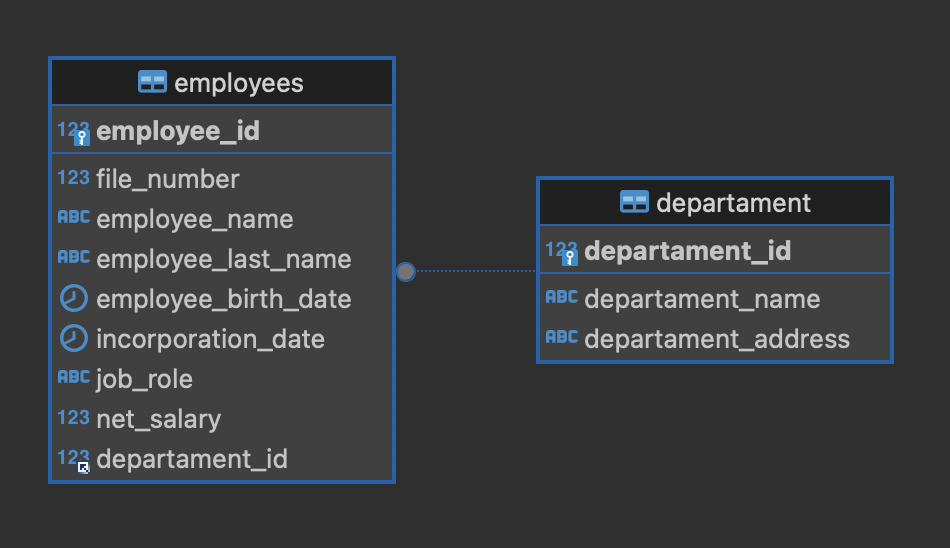 employees
123 employee_id
123 file_number
ABC employee_name
ABC employee_last_name
employee_birth_date
incorporation_date
ABC job_role
123 net_salary
123 departament_id
departament
123 departament_id
ABC departament_name
ABC departament_address